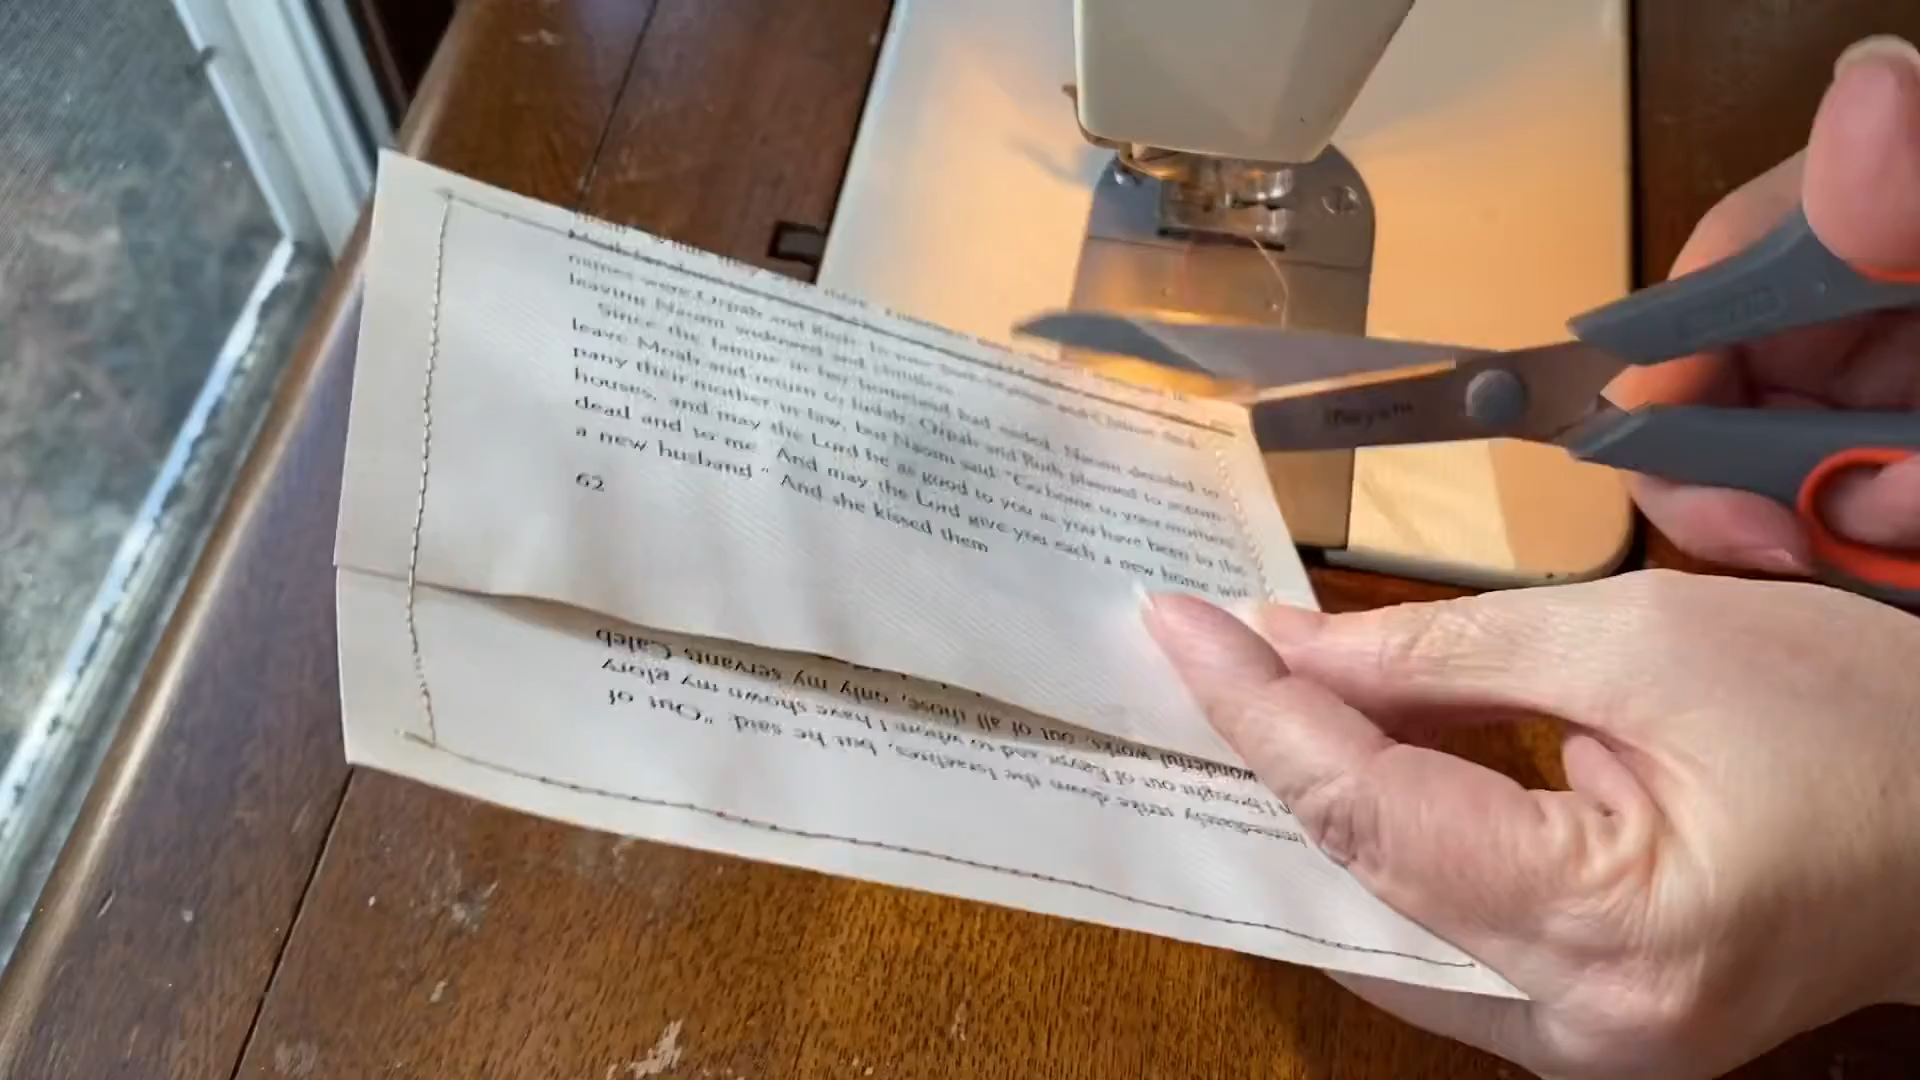 names were Orpah and Ruth. In
leaving Naomi widowed and childless.
Since the famine in her homeland had ended, Naomi decided to
leave Moab and return to Judah. Orpah and Ruth planned to accom-
pany their mother-in-law, but Naomi said: "Go home to your mothers'
houses, and may the Lord be as good to you as you have been to the
dead and to me. And may the Lord give you each a new home with
a new husband." And she kissed them
62
immediately strike down the Israelites, but he said: "Out of
I brought out of Egypt and to whom I have shown my glory
wonderful works, out of all those, only my servants Caleb